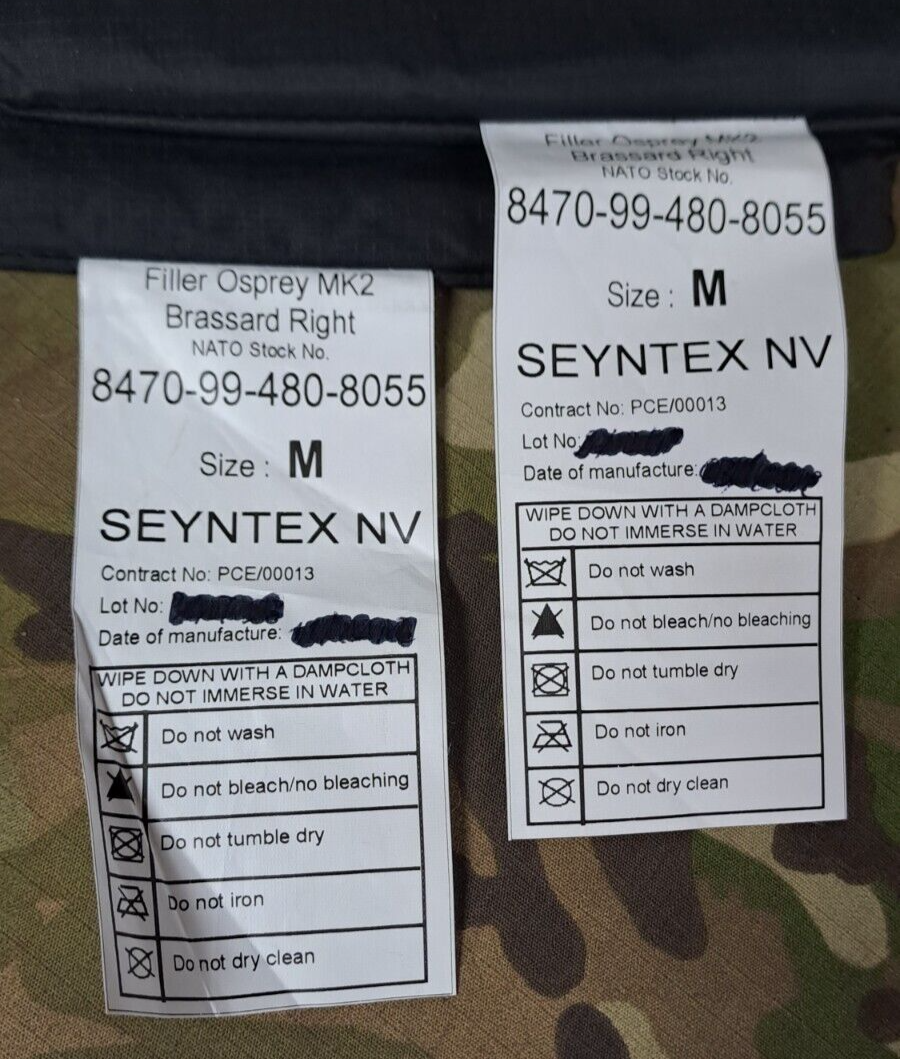 Filler Osprey MK2
Brassard Right
NATO Stock No.
8470-99-480-8055
Size : M
SEYNTEX NV
Contract No: PCE/00013
Lot No:
Date of manufacture:
WIPE DOWN WITH A DAMPCLOTH
DO NOT IMMERSE IN WATER
Do not wash
Do not bleach/no bleaching
Do not tumble dry
Do not iron
Do not dry clean
Filler Osprey MK2
Brassard Right
NATO Stock No.
8470-99-480-8055
Size : M
SEYNTEX NV
Contract No: PCE/00013
Lot No:
Date of manufacture:
WIPE DOWN WITH A DAMPCLOTH
DO NOT IMMERSE IN WATER
Do not wash
Do not bleach/no bleaching
Do not tumble dry
Do not iron
Do not dry clean